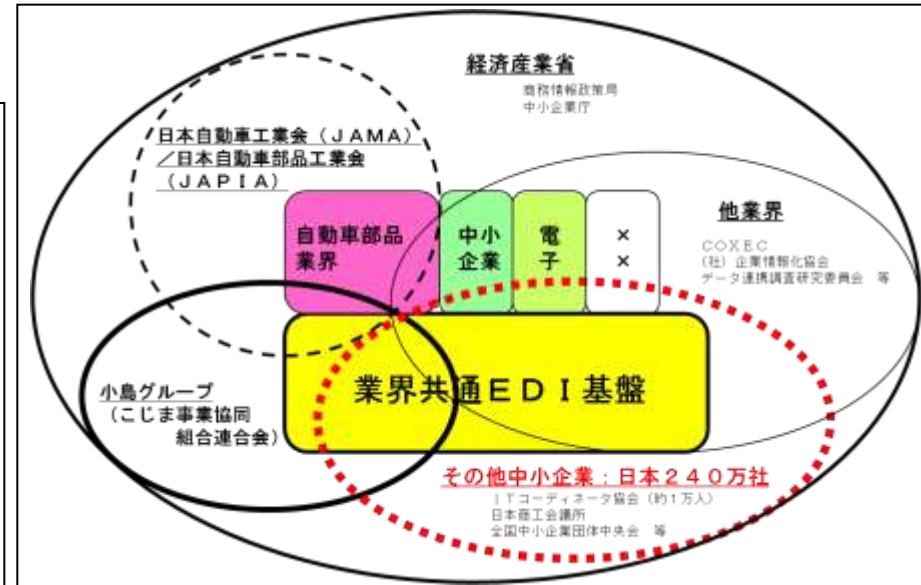 経済産業省
商務情報政策局
中小企業庁
日本自動車工業会(JAMA)
/日本自動車部品工業会
(JAPIA)
他業界
COXEC
(社)企業情報化協会
データ連携調査研究委員会 等
自動車部品
業界
中小
企業
電
子
×
×
業界共通EDI基盤
小島グループ
(こじま事業協同
組合連合会)
その他中小企業:日本240万社
ITコーディネータ協会(約1万人)
日本商工会議所
全国中小企業団体中央会 等